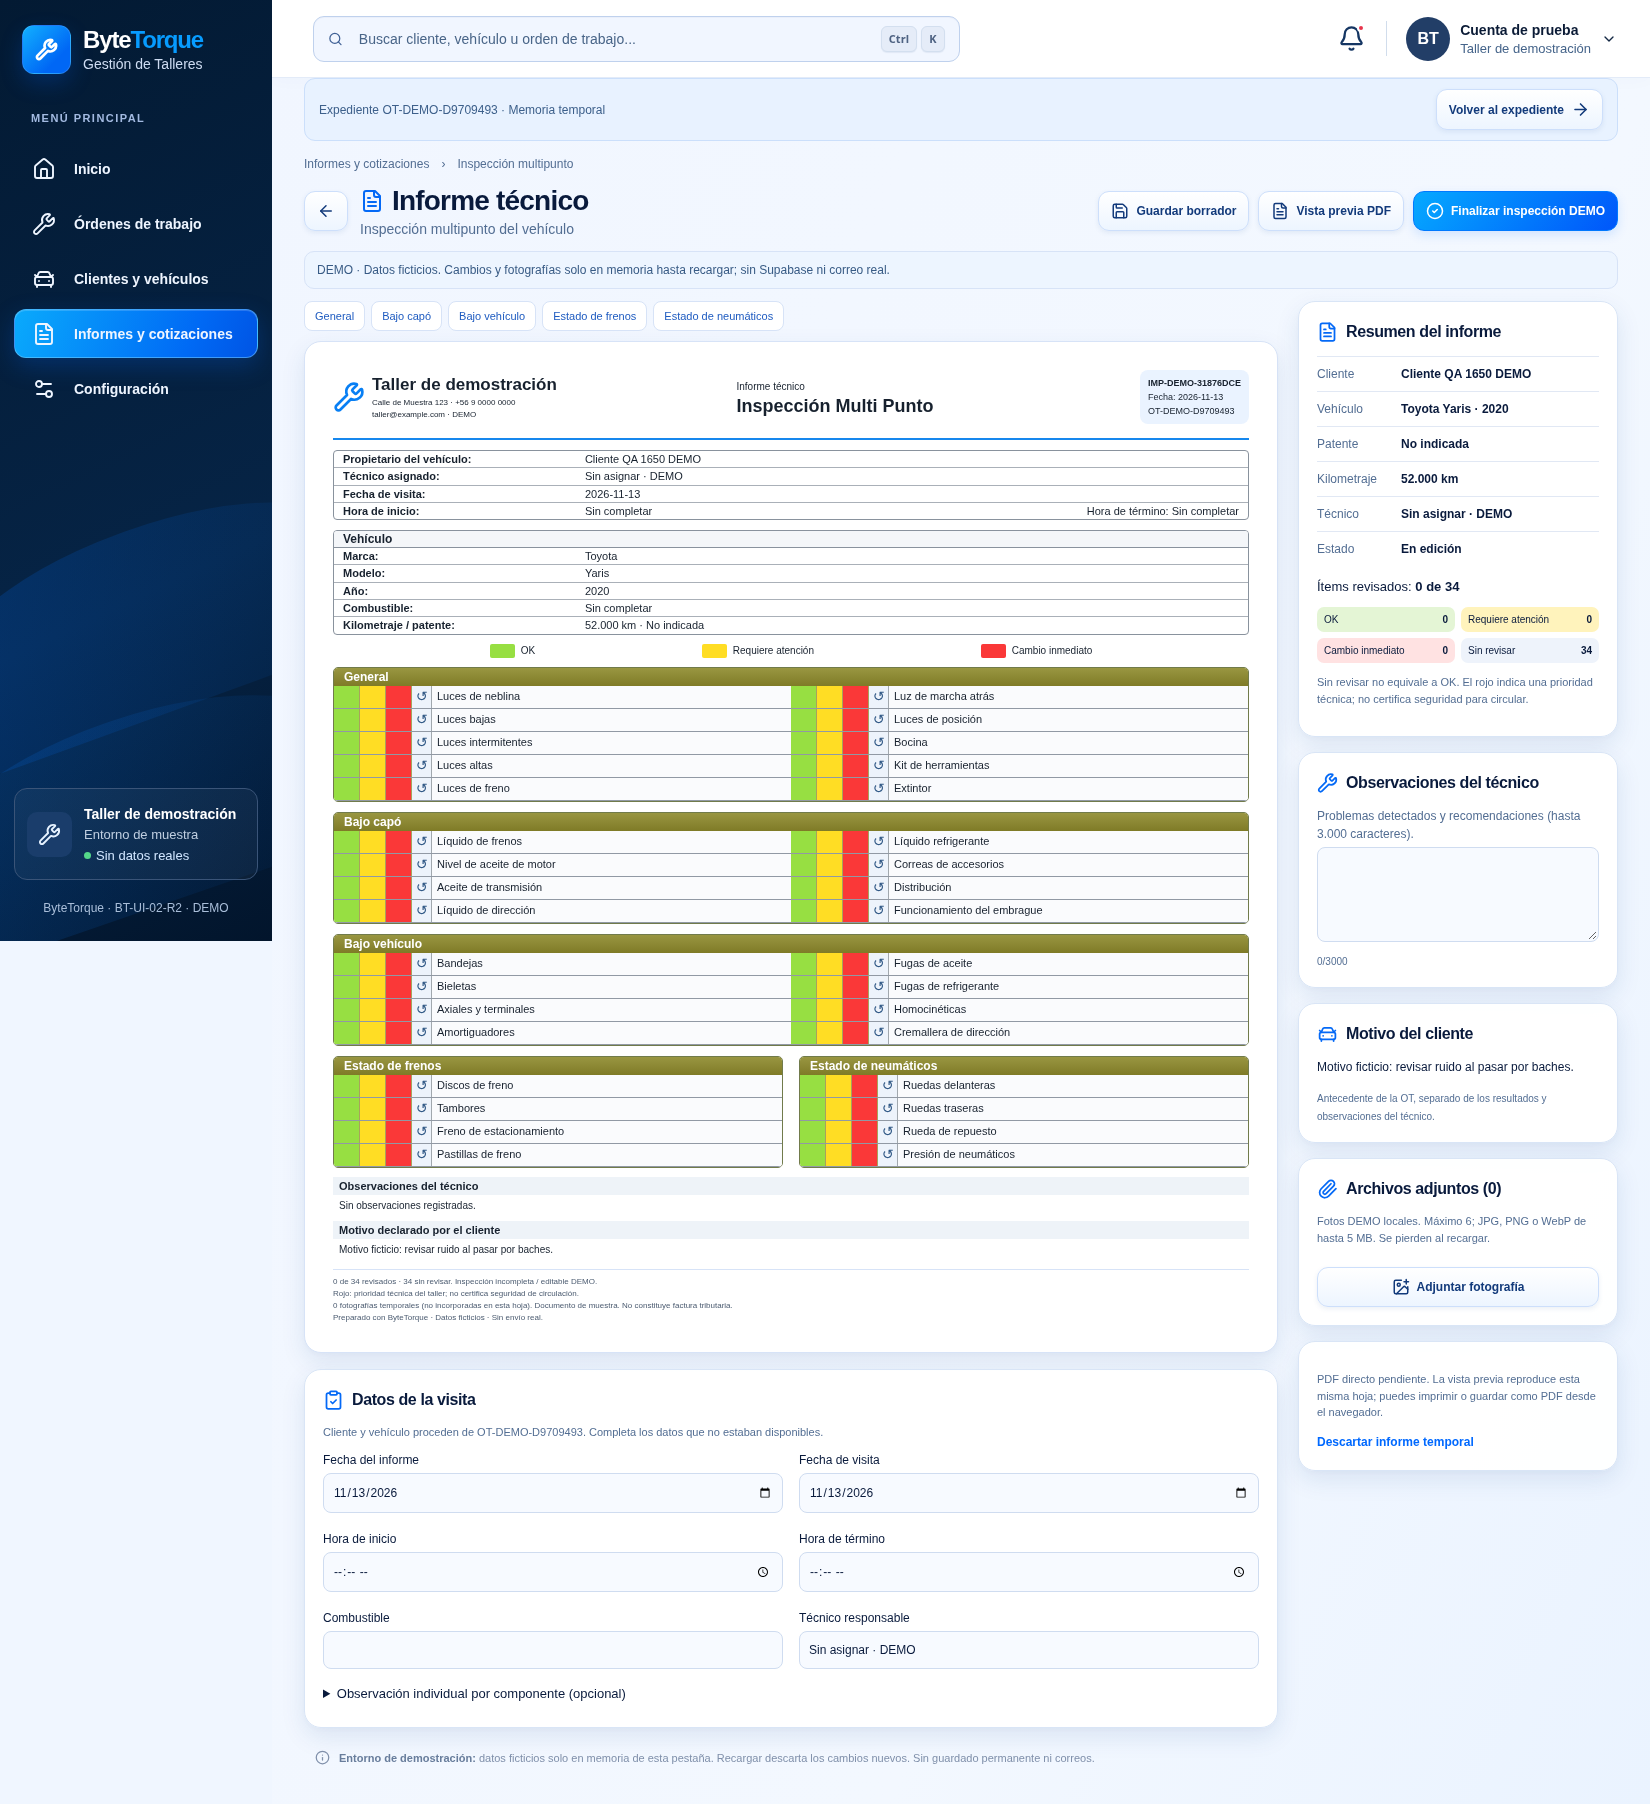 ByteTorque
Gestión de Talleres
MENÚ PRINCIPAL
Inicio
Órdenes de trabajo
Clientes y vehículos
Informes y cotizaciones
Configuración
Taller de demostración
Entorno de muestra
Sin datos reales
ByteTorque · BT-UI-02-R2 · DEMO
Buscar cliente, vehículo u orden de trabajo...
Ctrl K
BT
Cuenta de prueba
Taller de demostración
Expediente OT-DEMO-D9709493 · Memoria temporal
Volver al expediente
Informes y cotizaciones › Inspección multipunto
Informe técnico
Inspección multipunto del vehículo
Guardar borrador
Vista previa PDF
Finalizar inspección DEMO
DEMO · Datos ficticios. Cambios y fotografías solo en memoria hasta recargar; sin Supabase ni correo real.
General
Bajo capó
Bajo vehículo
Estado de frenos
Estado de neumáticos
Taller de demostración
Calle de Muestra 123 · +56 9 0000 0000
taller@example.com · DEMO
Informe técnico
Inspección Multi Punto
IMP-DEMO-31876DCE
Fecha: 2026-11-13
OT-DEMO-D9709493
Propietario del vehículo: Cliente QA 1650 DEMO
Técnico asignado: Sin asignar · DEMO
Fecha de visita: 2026-11-13
Hora de inicio: Sin completar Hora de término: Sin completar
Vehículo
Marca: Toyota
Modelo: Yaris
Año: 2020
Combustible: Sin completar
Kilometraje / patente: 52.000 km · No indicada
OK Requiere atención Cambio inmediato
General
↺ Luces de neblina ↺ Luz de marcha atrás
↺ Luces bajas ↺ Luces de posición
↺ Luces intermitentes ↺ Bocina
↺ Luces altas ↺ Kit de herramientas
↺ Luces de freno ↺ Extintor
Bajo capó
↺ Líquido de frenos ↺ Líquido refrigerante
↺ Nivel de aceite de motor ↺ Correas de accesorios
↺ Aceite de transmisión ↺ Distribución
↺ Líquido de dirección ↺ Funcionamiento del embrague
Bajo vehículo
↺ Bandejas ↺ Fugas de aceite
↺ Bieletas ↺ Fugas de refrigerante
↺ Axiales y terminales ↺ Homocinéticas
↺ Amortiguadores ↺ Cremallera de dirección
Estado de frenos
↺ Discos de freno
↺ Tambores
↺ Freno de estacionamiento
↺ Pastillas de freno
Estado de neumáticos
↺ Ruedas delanteras
↺ Ruedas traseras
↺ Rueda de repuesto
↺ Presión de neumáticos
Observaciones del técnico
Sin observaciones registradas.
Motivo declarado por el cliente
Motivo ficticio: revisar ruido al pasar por baches.
0 de 34 revisados · 34 sin revisar. Inspección incompleta / editable DEMO.
Rojo: prioridad técnica del taller; no certifica seguridad de circulación.
0 fotografías temporales (no incorporadas en esta hoja). Documento de muestra. No constituye factura tributaria.
Preparado con ByteTorque · Datos ficticios · Sin envío real.
Datos de la visita
Cliente y vehículo proceden de OT-DEMO-D9709493. Completa los datos que no estaban disponibles.
Fecha del informe
11/13/2026
Fecha de visita
11/13/2026
Hora de inicio
--:-- --
Hora de término
--:-- --
Combustible
Técnico responsable
Sin asignar · DEMO
Observación individual por componente (opcional)
Entorno de demostración: datos ficticios solo en memoria de esta pestaña. Recargar descarta los cambios nuevos. Sin guardado permanente ni correos.
Resumen del informe
Cliente Cliente QA 1650 DEMO
Vehículo Toyota Yaris · 2020
Patente No indicada
Kilometraje 52.000 km
Técnico Sin asignar · DEMO
Estado En edición
Ítems revisados: 0 de 34
OK 0
Requiere atención 0
Cambio inmediato 0
Sin revisar 34
Sin revisar no equivale a OK. El rojo indica una prioridad
técnica; no certifica seguridad para circular.
Observaciones del técnico
Problemas detectados y recomendaciones (hasta
3.000 caracteres).
0/3000
Motivo del cliente
Motivo ficticio: revisar ruido al pasar por baches.
Antecedente de la OT, separado de los resultados y
observaciones del técnico.
Archivos adjuntos (0)
Fotos DEMO locales. Máximo 6; JPG, PNG o WebP de
hasta 5 MB. Se pierden al recargar.
Adjuntar fotografía
PDF directo pendiente. La vista previa reproduce esta
misma hoja; puedes imprimir o guardar como PDF desde
el navegador.
Descartar informe temporal